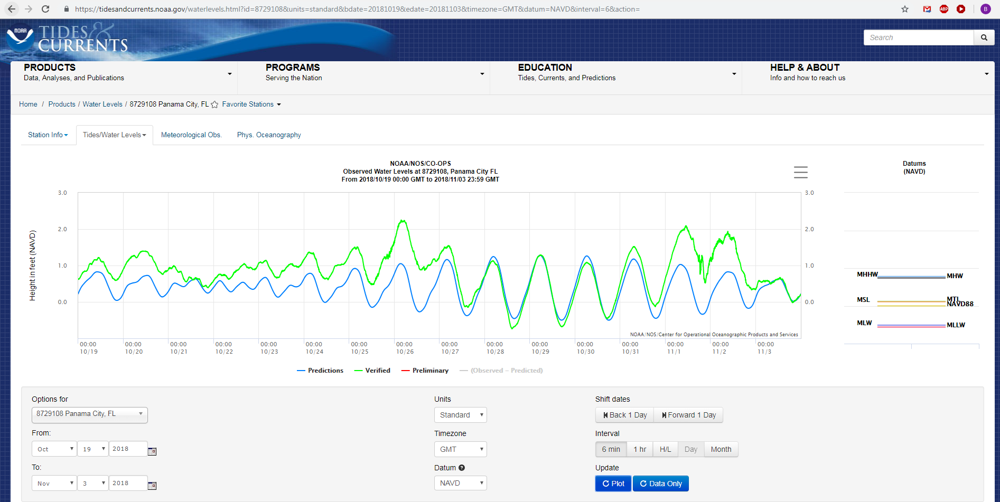 https://tidesandcurrents.noaa.gov/waterlevels.html?id=8729108&units=standard&bdate=20181019&edate=20181103&timezone=GMT&datum=NAVD&interval=6&action=
ABP
B
NOAA
TIDES & CURRENTS
Search
PRODUCTS
Data, Analyses, and Publications
PROGRAMS
Serving the Nation
EDUCATION
Tides, Currents, and Predictions
HELP & ABOUT
Info and how to reach us
Home / Products / Water Levels / 8729108 Panama City, FL Favorite Stations
Station Info Tides/Water Levels Meteorological Obs. Phys. Oceanography
NOAA/NOS/CO-OPS
Observed Water Levels at 8729108, Panama City FL
From 2018/10/19 00:00 GMT to 2018/11/03 23:59 GMT
Height in feet (NAVD)
3.0
2.0
1.0
0.0
3.0
2.0
1.0
0.0
NOAA/NOS/Center for Operational Oceanographic Products and Services
00:00 00:00 00:00 00:00 00:00 00:00 00:00 00:00 00:00 00:00 00:00 00:00 00:00 00:00 00:00 00:00
10/19 10/20 10/21 10/22 10/23 10/24 10/25 10/26 10/27 10/28 10/29 10/30 10/31 11/1 11/2 11/3
Predictions Verified Preliminary (Observed – Predicted)
Datums
(NAVD)
MHHW MHW
MSL MTL
NAVD88
MLW MLLW
Options for
8729108 Panama City, FL
From:
Oct 19 2018
To:
Nov 3 2018
Units
Standard
Timezone
GMT
Datum ?
NAVD
Shift dates
Back 1 Day Forward 1 Day
Interval
6 min 1 hr H/L Day Month
Update
Plot Data Only